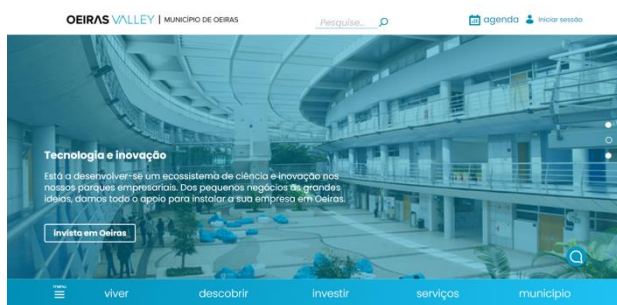 OEIRAS VALLEY | MUNICÍPIO DE OEIRAS
Pesquise...
agenda
iniciar sessão
Tecnologia e inovação
Está a desenvolver-se um ecossistema de ciência e inovação nos
nossos parques empresariais. Dos pequenos negócios às grandes
ideias, damos todo o apoio para instalar a sua empresa em Oeiras.
invista em Oeiras
menu
viver
descobrir
investir
serviços
município